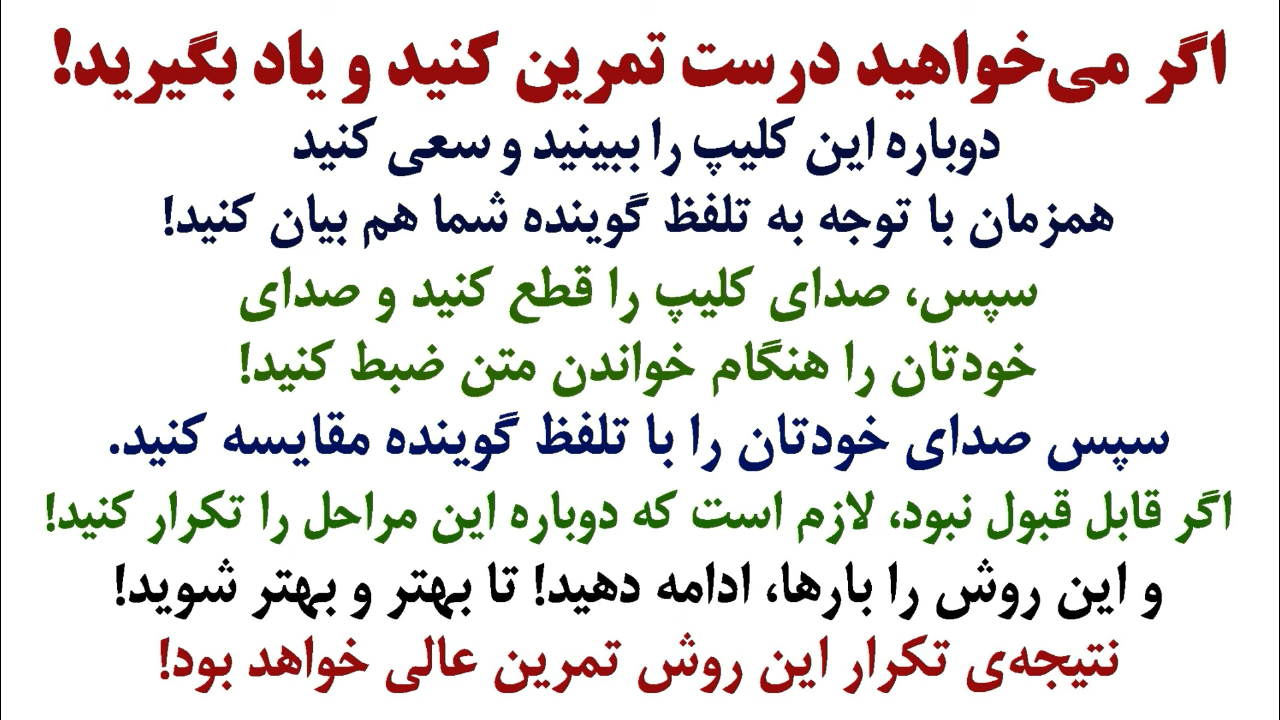 اگر می‌خواهید درست تمرین کنید و یاد بگیرید!
دوباره این کلیپ را ببینید و سعی کنید
همزمان با توجه به تلفظ گوینده شما هم بیان کنید!
سپس، صدای کلیپ را قطع کنید و صدای
خودتان را هنگام خواندن متن ضبط کنید!
سپس صدای خودتان را با تلفظ گوینده مقایسه کنید.
اگر قابل قبول نبود، لازم است که دوباره این مراحل را تکرار کنید!
و این روش را بارها، ادامه دهید! تا بهتر و بهتر شوید!
نتیجه‌ی تکرار این روش تمرین عالی خواهد بود!